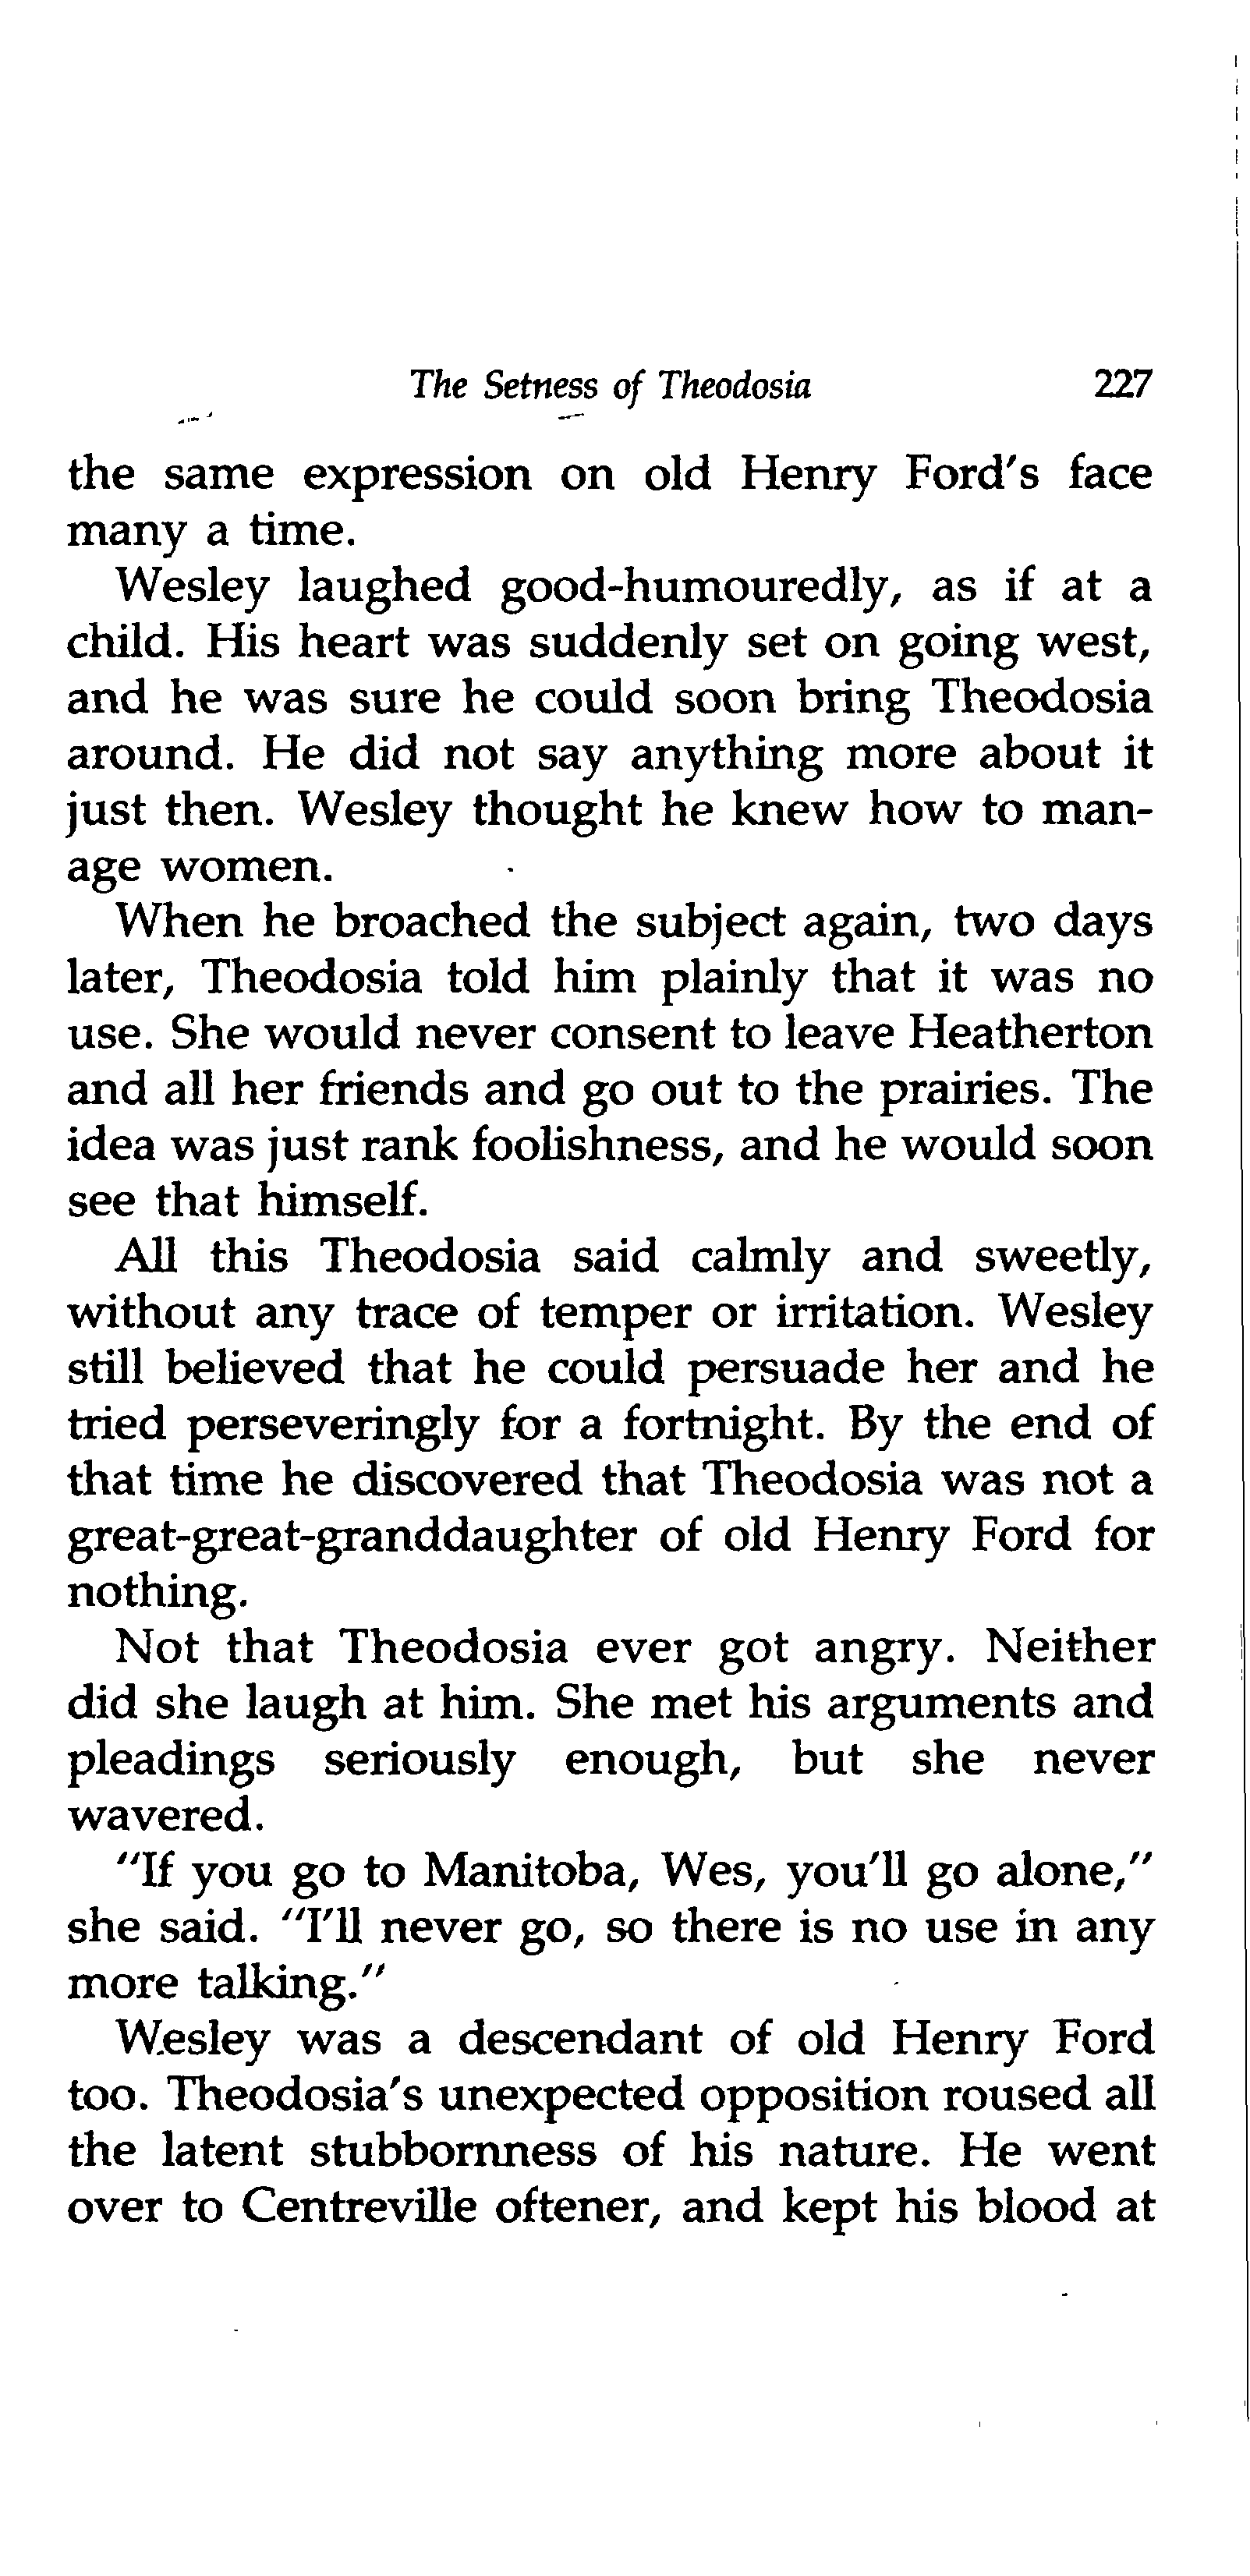 The Setness of Theodosia 227
the same expression on old Henry Ford's face
many a time.
Wesley laughed good-humouredly, as if at a
child. His heart was suddenly set on going west,
and he was sure he could soon bring Theodosia
around. He did not say anything more about it
just then. Wesley thought he knew how to man-
age women.
When he broached the subject again, two days
later, Theodosia told him plainly that it was no
use. She would never consent to leave Heatherton
and all her friends and go out to the prairies. The
idea was just rank foolishness, and he would soon
see that himself.
All this Theodosia said calmly and sweetly,
without any trace of temper or irritation. Wesley
still believed that he could persuade her and he
tried perseveringly for a fortnight. By the end of
that time he discovered that Theodosia was not a
great-great-granddaughter of old Henry Ford for
nothing.
Not that Theodosia ever got angry. Neither
did she laugh at him. She met his arguments and
pleadings seriously enough, but she never
wavered.
"If you go to Manitoba, Wes, you'll go alone,"
she said. "I'll never go, so there is no use in any
more talking."
Wesley was a descendant of old Henry Ford
too. Theodosia's unexpected opposition roused all
the latent stubbornness of his nature. He went
over to Centreville oftener, and kept his blood at